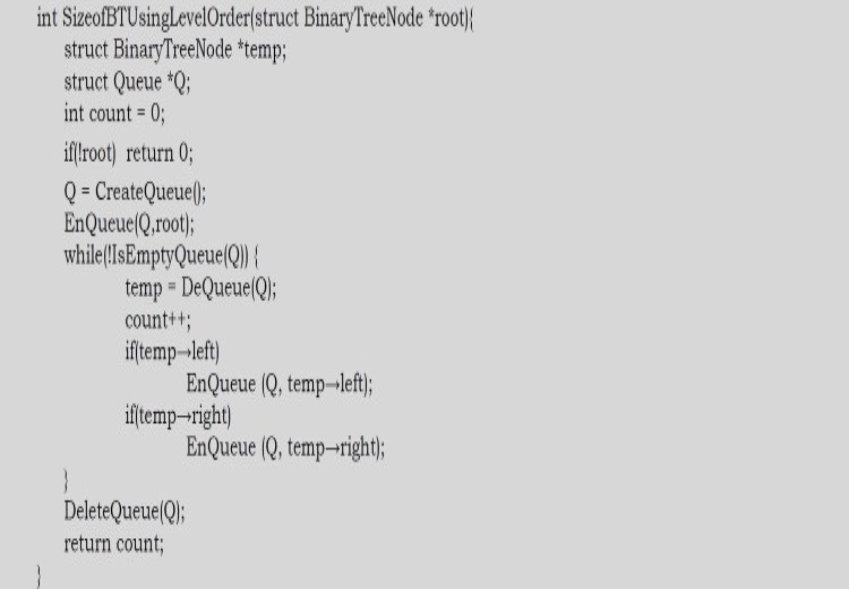 int SizeofBTUsingLevelOrder(struct BinaryTreeNode *root){
struct BinaryTreeNode *temp;
struct Queue *Q;
int count = 0;
if(!root) return 0;
Q = CreateQueue();
EnQueue(Q,root);
while(!IsEmptyQueue(Q)) {
temp = DeQueue(Q);
count++;
if(temp→left)
EnQueue (Q, temp→left);
if(temp→right)
EnQueue (Q, temp→right);
}
DeleteQueue(Q);
return count;
}